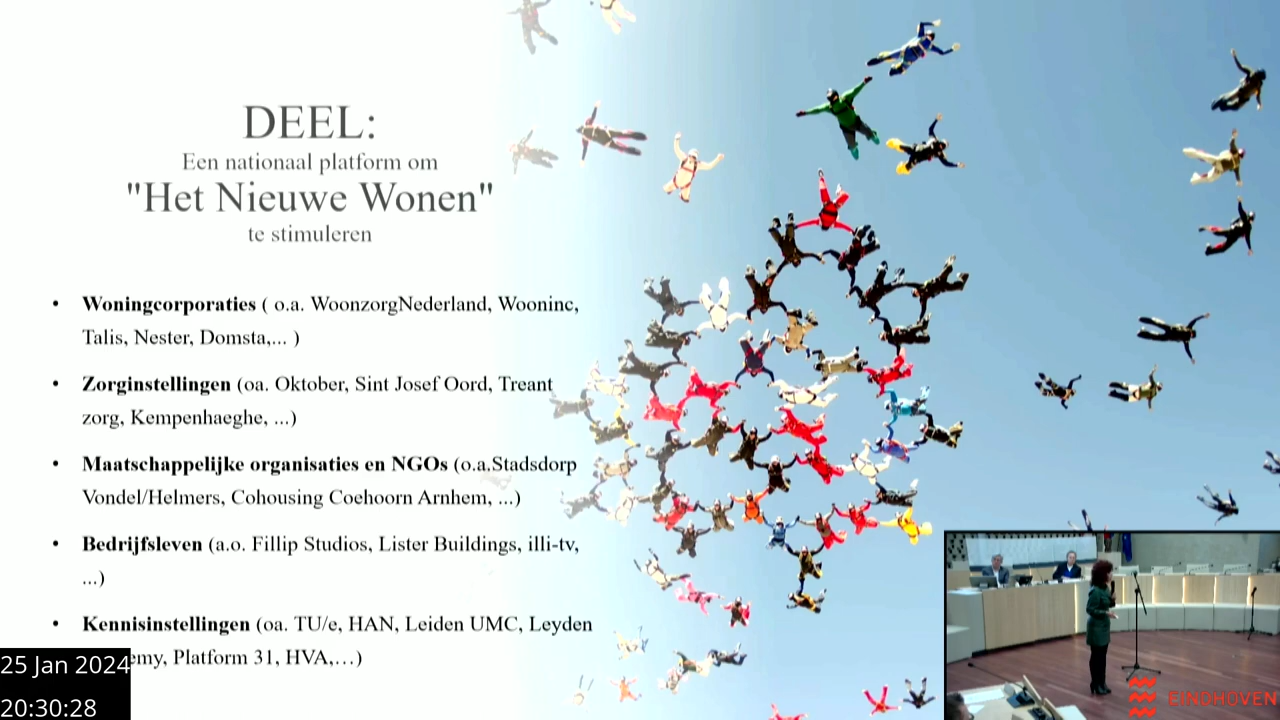 DEEL:
Een nationaal platform om
"Het Nieuwe Wonen"
te stimuleren
• Woningcorporaties ( o.a. WoonzorgNederland, Wooninc,
Talis, Nester, Domsta,... )
• Zorginstellingen (oa. Oktober, Sint Josef Oord, Treant
zorg, Kempenhaeghe, ...)
• Maatschappelijke organisaties en NGOs (o.a.Stadsdorp
Vondel/Helmers, Cohousing Coehoorn Arnhem, ...)
• Bedrijfsleven (a.o. Fillip Studios, Lister Buildings, illi-tv,
...)
• Kennisinstellingen (oa. TU/e, HAN, Leiden UMC, Leyden
emy, Platform 31, HVA,…)
25 Jan 2024
20:30:28
EINDHOVEN